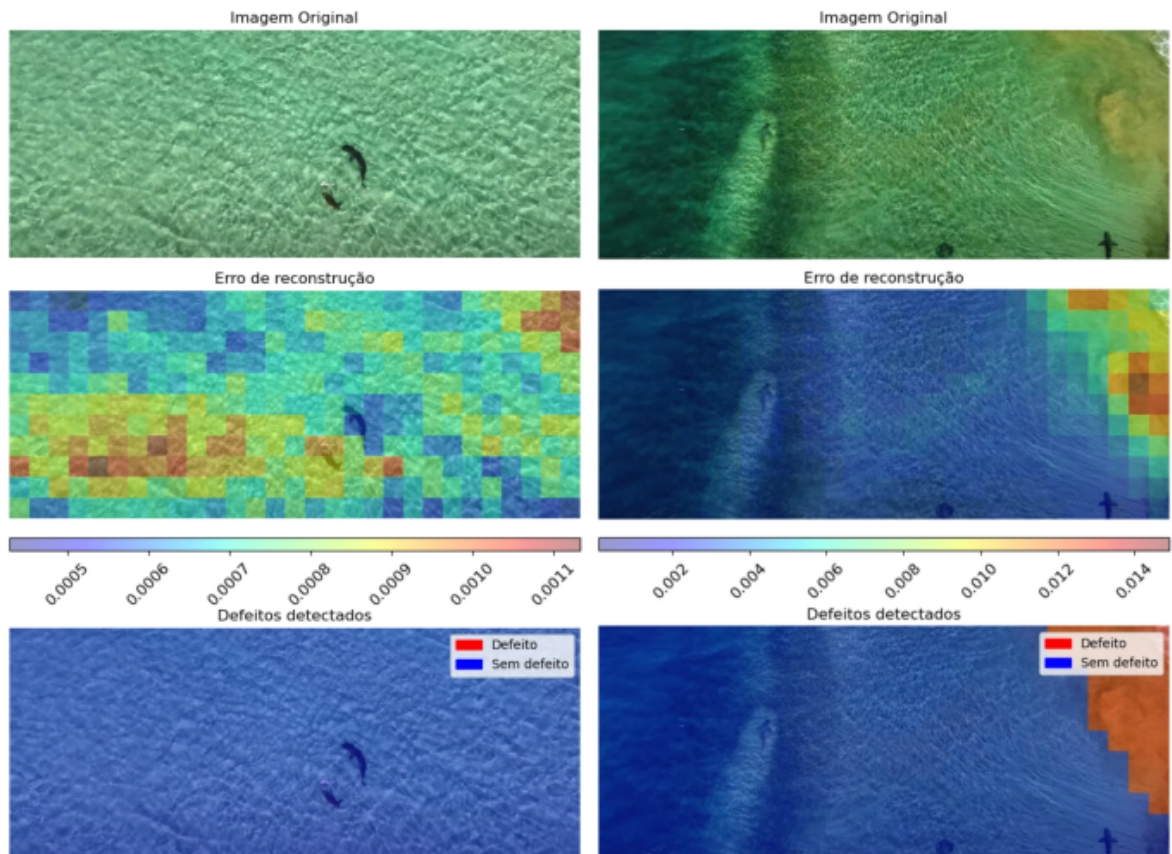 Imagem Original
Imagem Original
Erro de reconstrução
Erro de reconstrução
0.0005 0.0006 0.0007 0.0008 0.0009 0.0010 0.0011
0.002 0.004 0.006 0.008 0.010 0.012 0.014
Defeitos detectados
Defeitos detectados
Defeito
Sem defeito
Defeito
Sem defeito